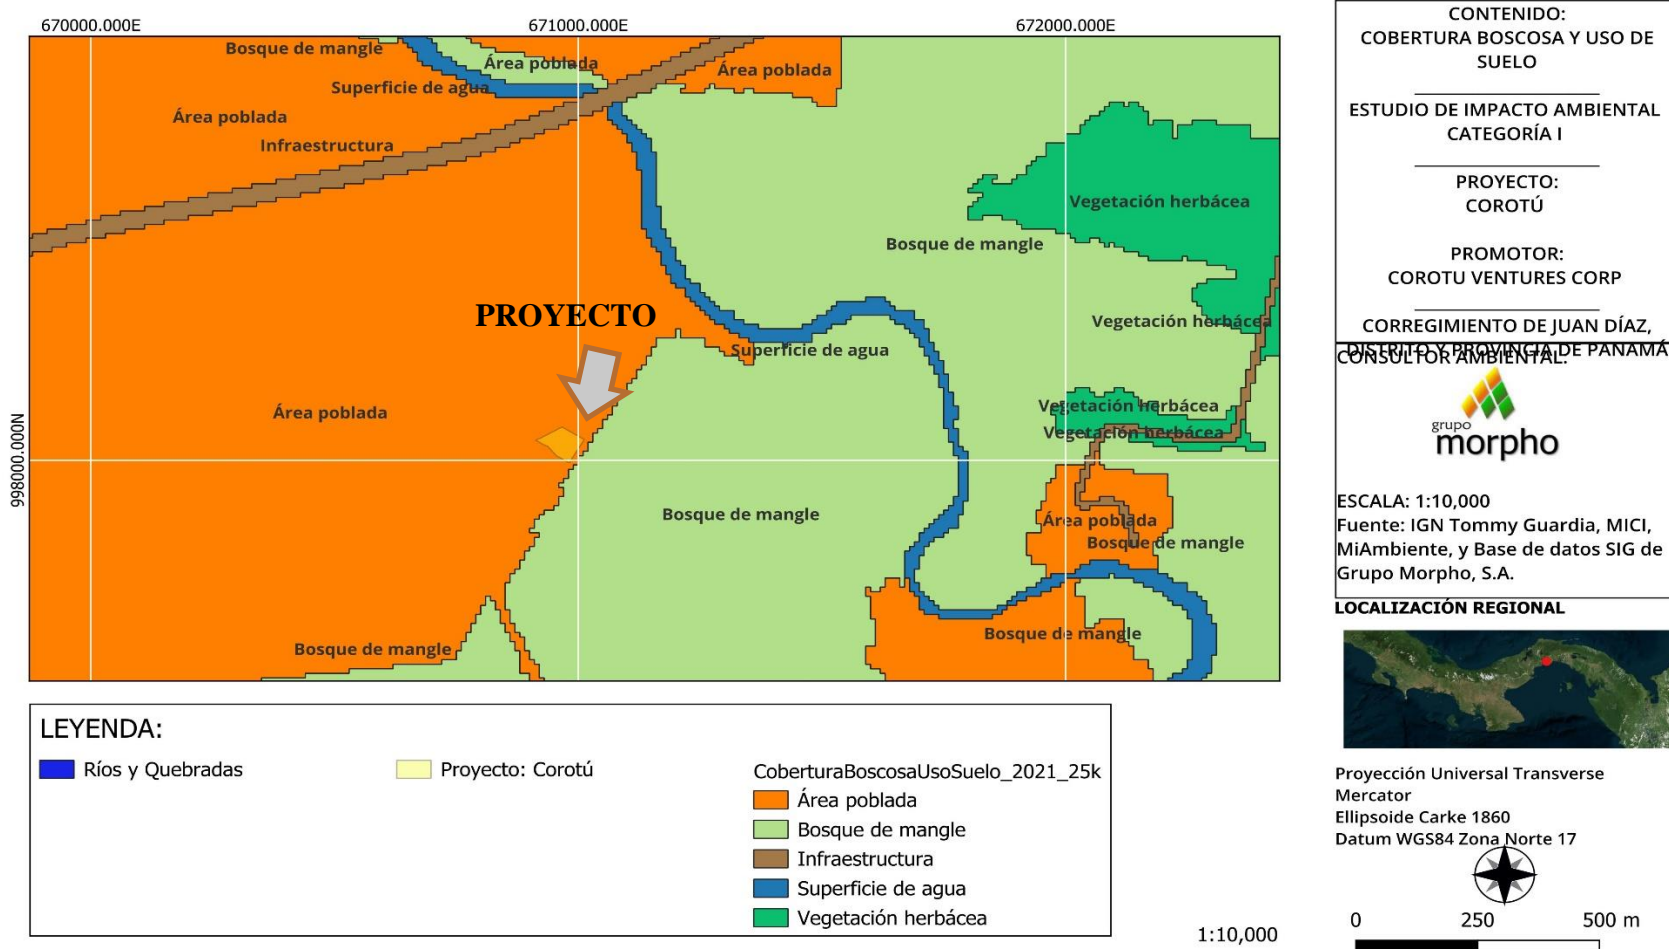 670000.000E
671000.000E
672000.000E
998000.000N
Bosque de mangle
Área poblada
Área poblada
Superficie de agua
Área poblada
Infraestructura
Vegetación herbácea
Bosque de mangle
PROYECTO
Vegetación herbácea
Superficie de agua
Área poblada
Vegetación herbácea
Vegetación herbácea
Bosque de mangle
Área poblada
Bosque de mangle
Bosque de mangle
Bosque de mangle
LEYENDA:
Ríos y Quebradas
Proyecto: Corotú
CoberturaBoscosaUsoSuelo_2021_25k
Área poblada
Bosque de mangle
Infraestructura
Superficie de agua
Vegetación herbácea
1:10,000
CONTENIDO:
COBERTURA BOSCOSA Y USO DE
SUELO
ESTUDIO DE IMPACTO AMBIENTAL
CATEGORÍA I
PROYECTO:
COROTÚ
PROMOTOR:
COROTU VENTURES CORP
CORREGIMIENTO DE JUAN DÍAZ,
DISTRITO Y PROVINCIA DE PANAMÁ
CONSULTOR AMBIENTAL:
grupo
morpho
ESCALA: 1:10,000
Fuente: IGN Tommy Guardia, MICI,
MiAmbiente, y Base de datos SIG de
Grupo Morpho, S.A.
LOCALIZACIÓN REGIONAL
Proyección Universal Transverse
Mercator
Ellipsoide Carke 1860
Datum WGS84 Zona Norte 17
0 250 500 m